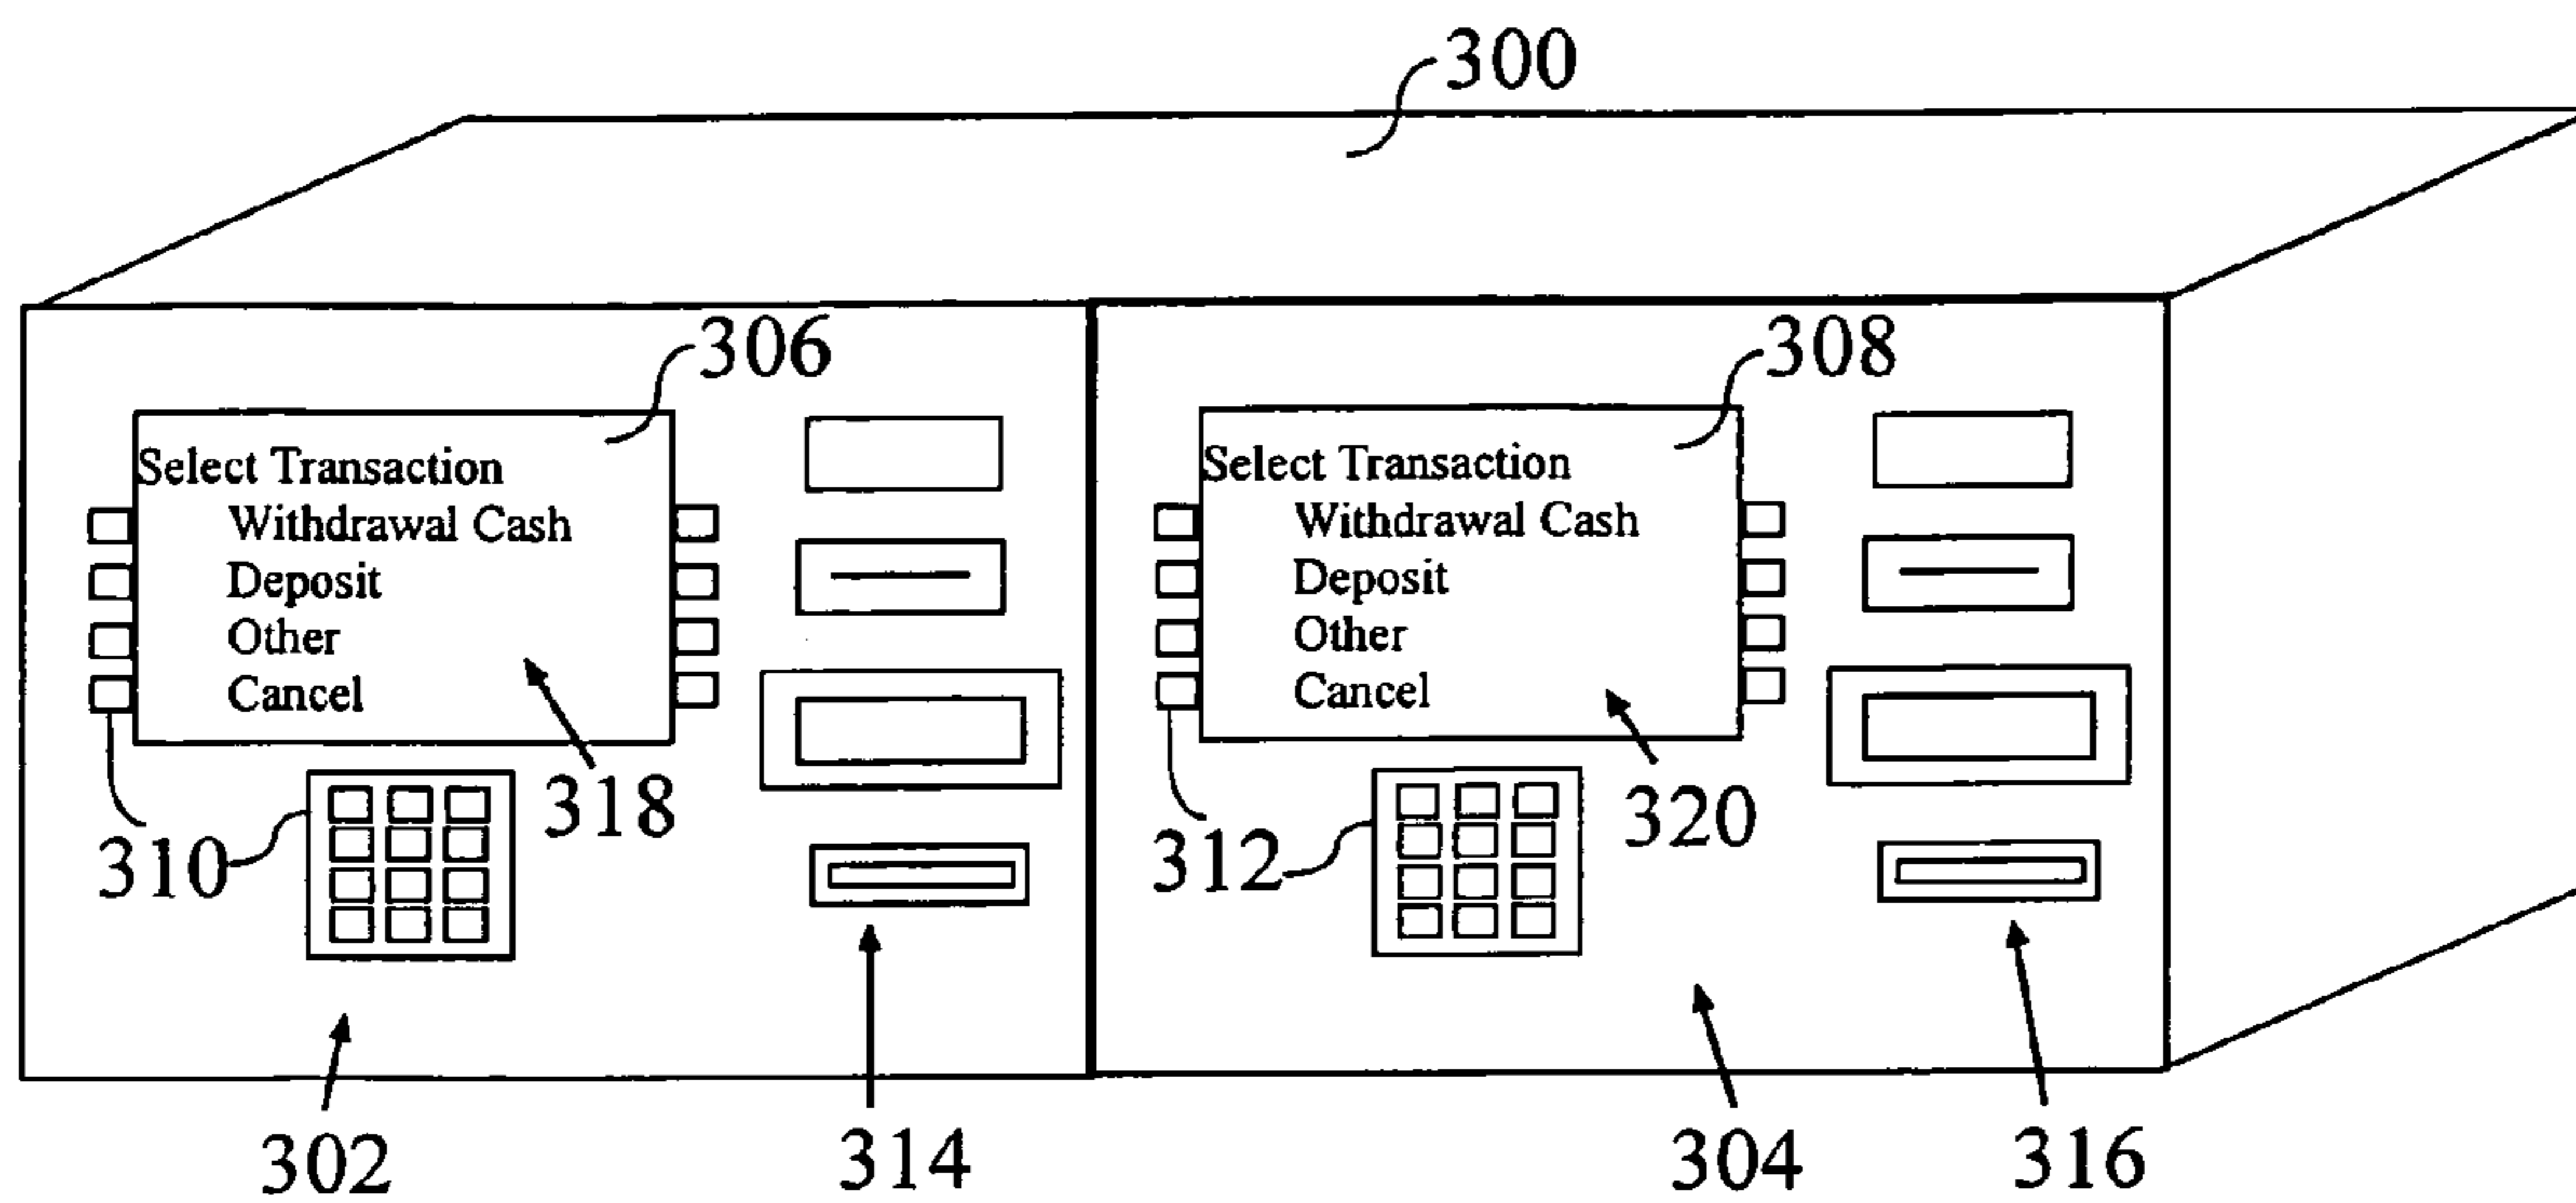 300
306
308
Select Transaction
Withdrawal Cash
Deposit
Other
Cancel
318
310
Select Transaction
Withdrawal Cash
Deposit
Other
Cancel
320
312
302
314
304
316